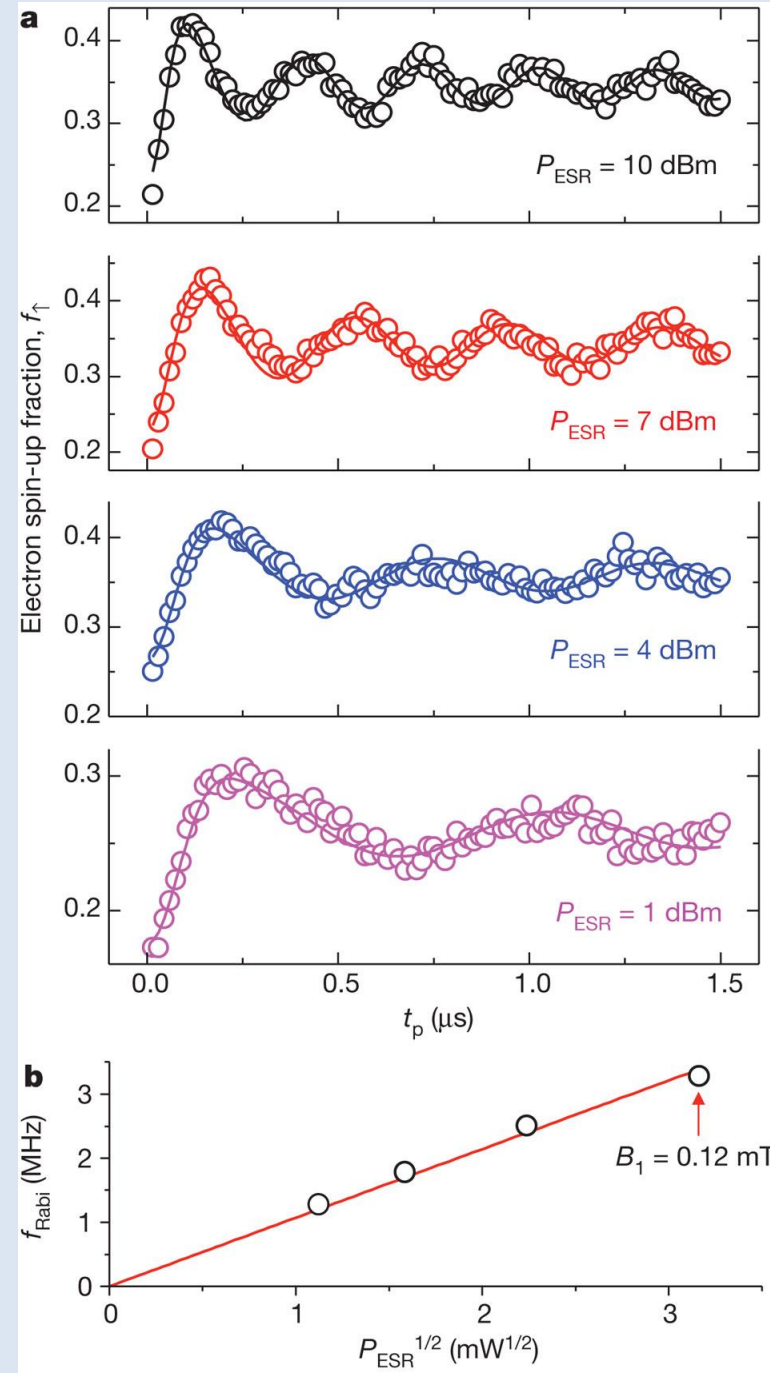 a
0.4
0.3
0.2
P_ESR = 10 dBm
0.4
0.3
0.2
P_ESR = 7 dBm
Electron spin-up fraction, f↑
0.4
0.3
0.2
P_ESR = 4 dBm
0.3
0.2
P_ESR = 1 dBm
0.0 0.5 1.0 1.5
t_p (μs)
b
3
2
1
0
f_Rabi (MHz)
B₁ = 0.12 mT
0 1 2 3
P_ESR^1/2 (mW^1/2)